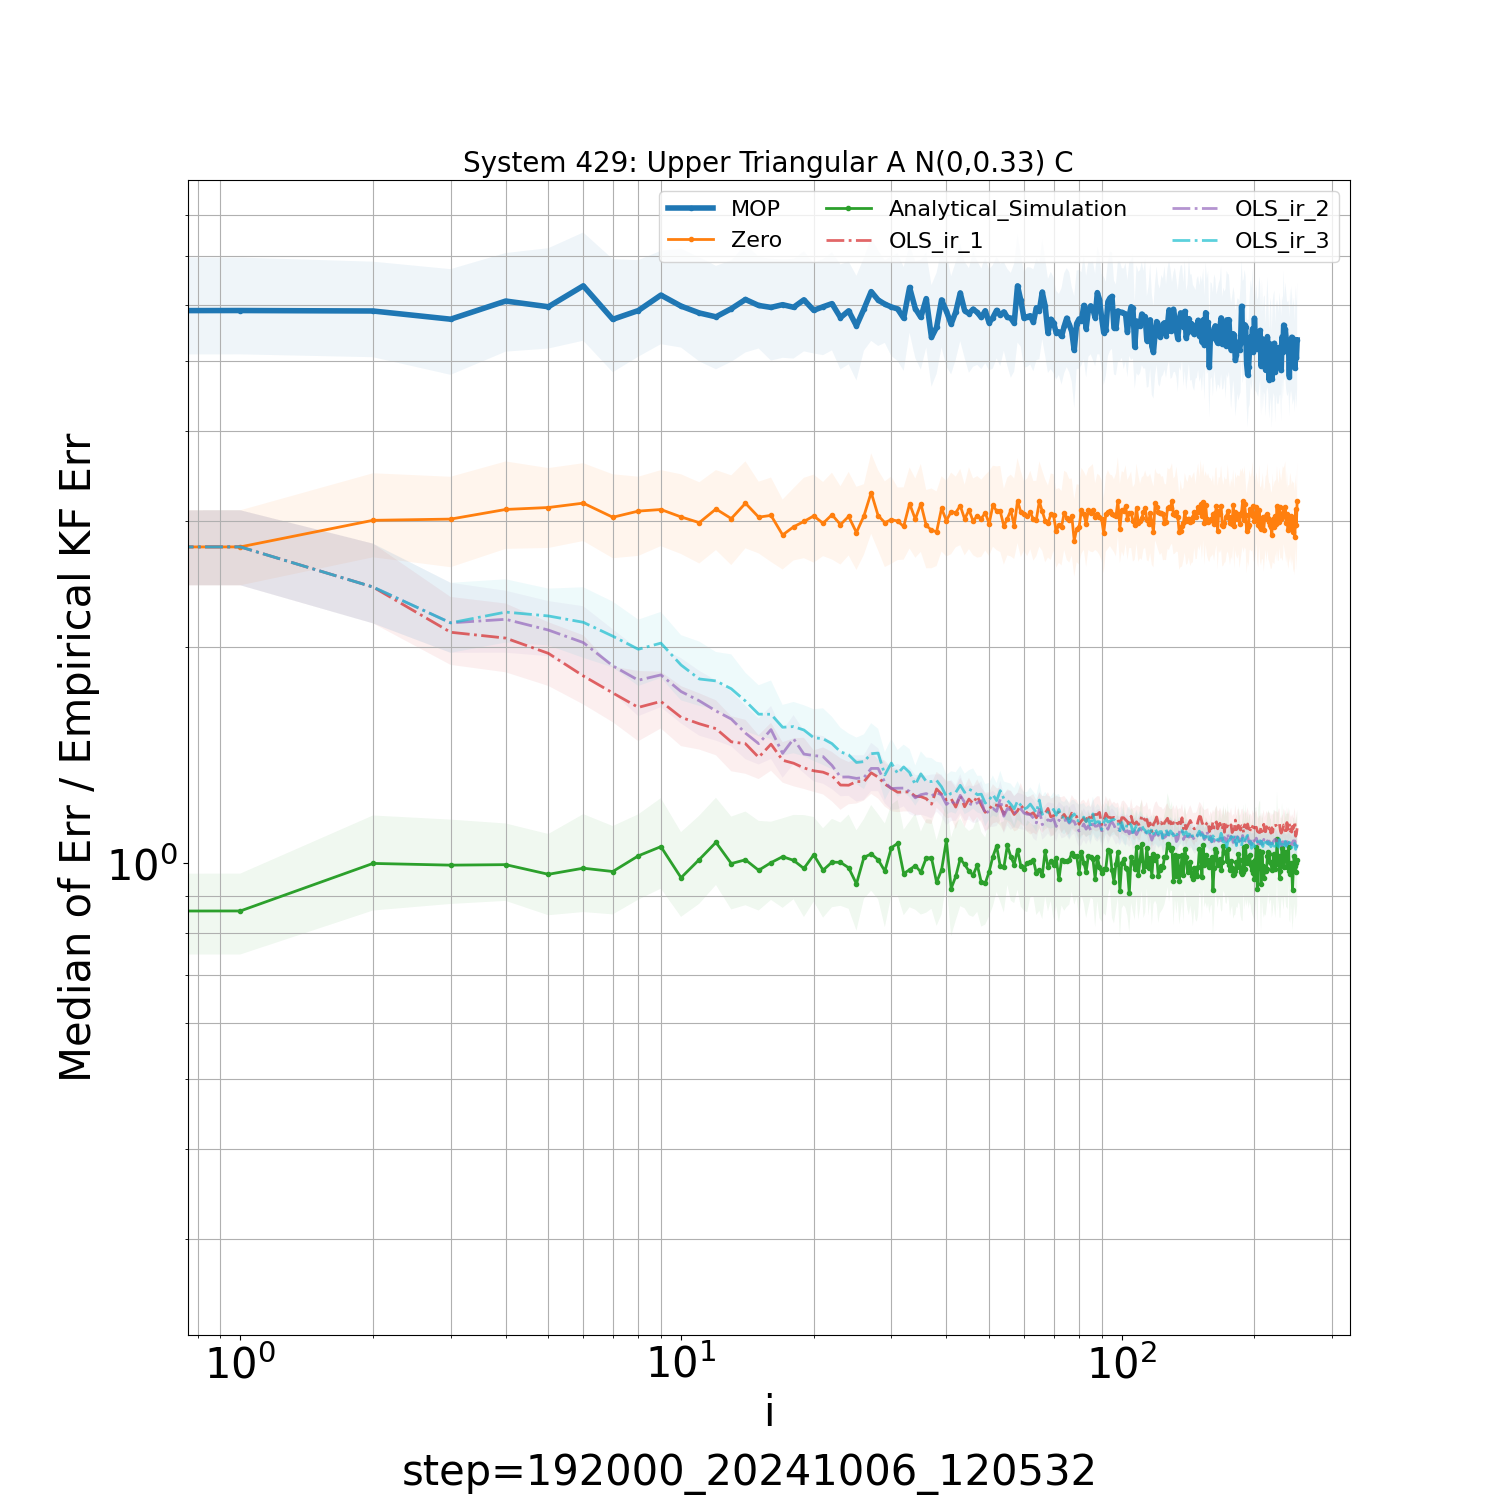 System 429: Upper Triangular A N(0,0.33) C
MOP
Zero
Analytical_Simulation
OLS_ir_1
OLS_ir_2
OLS_ir_3
Median of Err / Empirical KF Err
10⁰
10⁰
10¹
10²
i
step=192000_20241006_120532